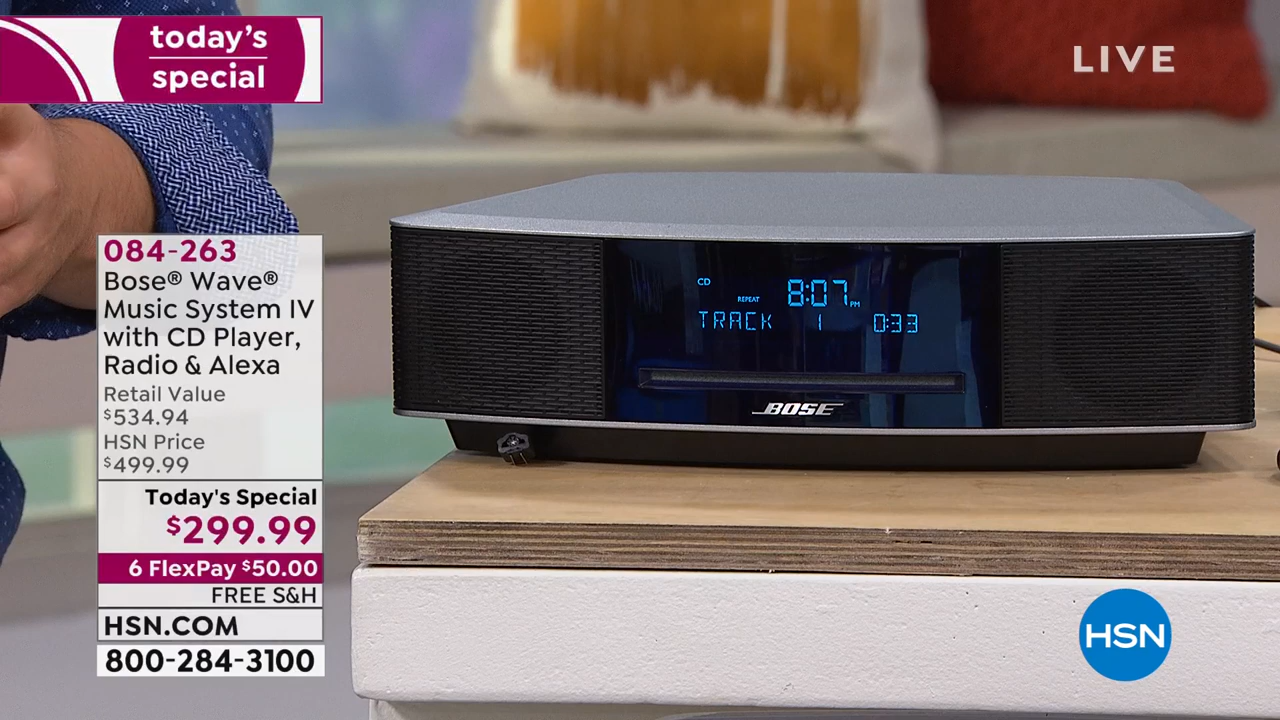 today's
special
LIVE
084-263
Bose® Wave®
Music System IV
with CD Player,
Radio & Alexa
Retail Value
$534.94
HSN Price
$499.99
Today's Special
$299.99
6 FlexPay $50.00
FREE S&H
HSN.COM
800-284-3100
CD
REPEAT 8:07 PM
TRACK 1 0:33
BOSE
HSN